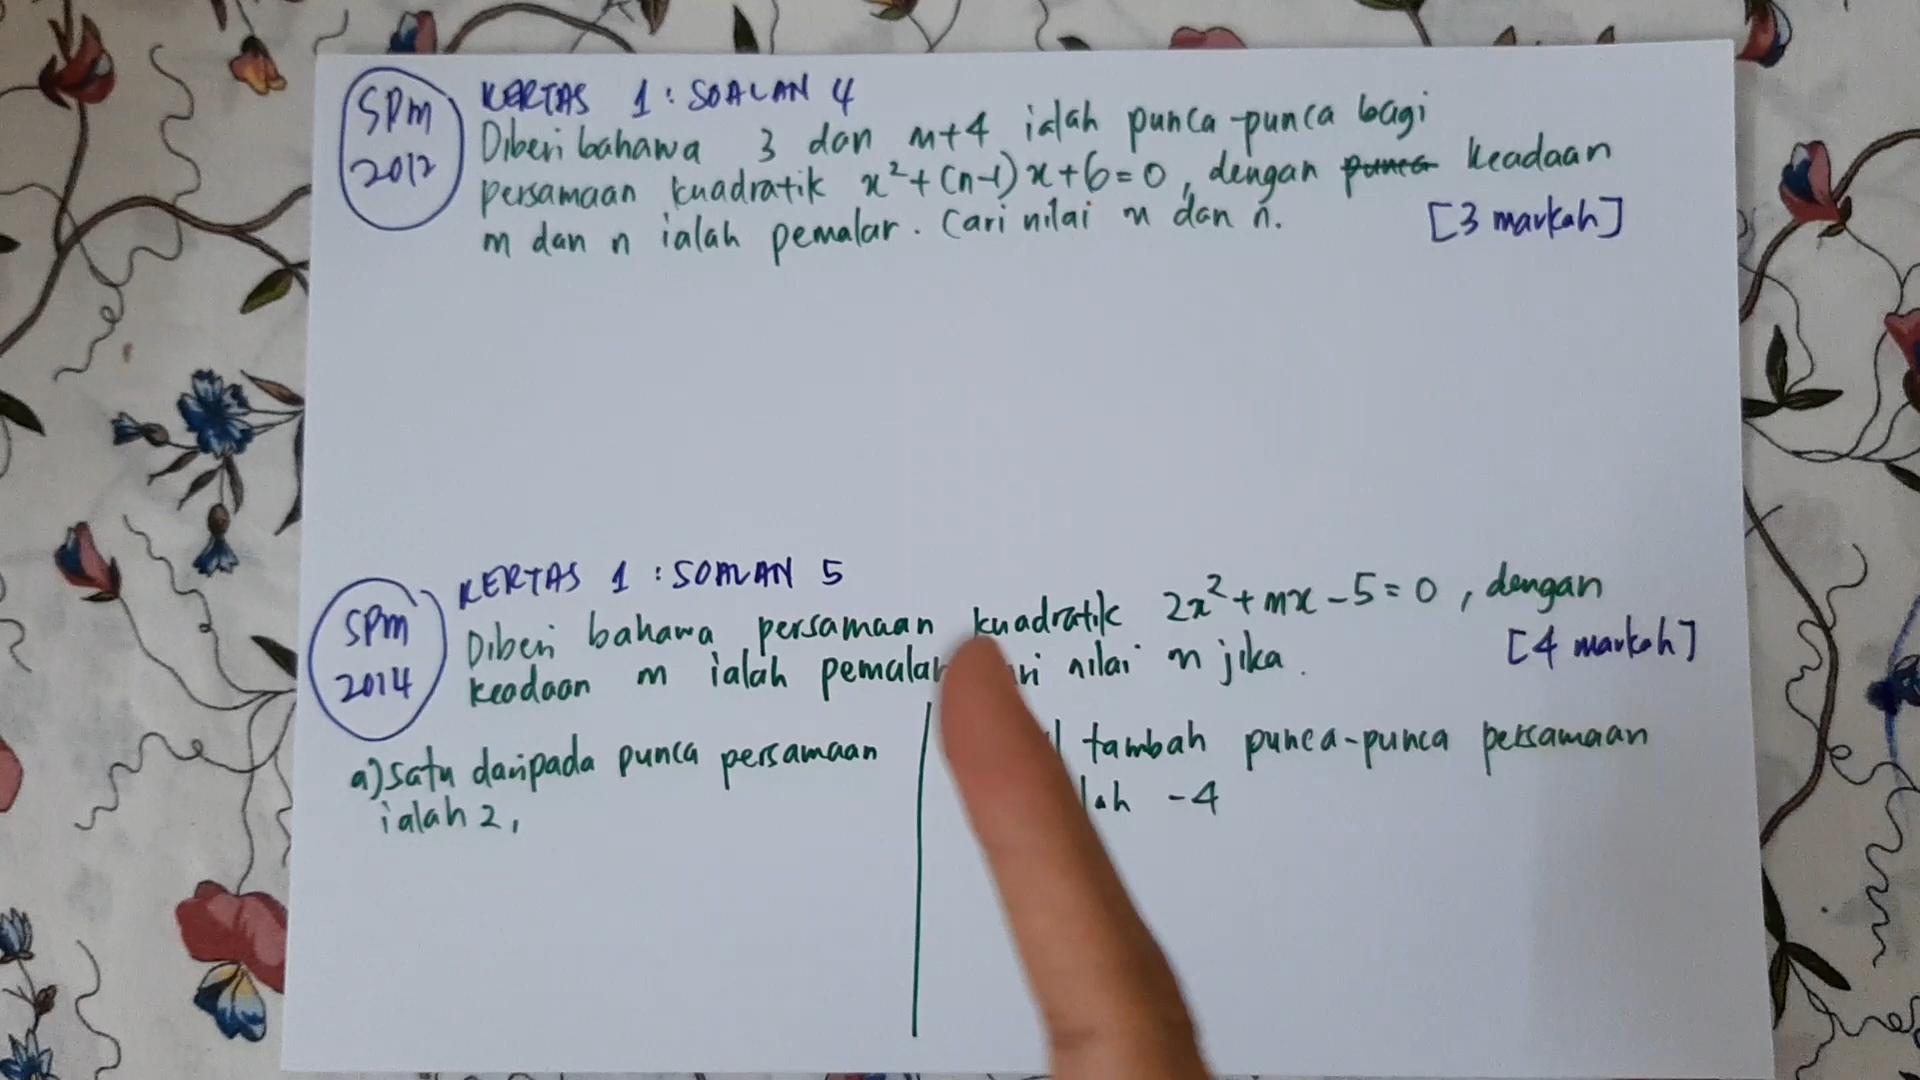 SPM
2012
KERTAS 1 : SOALAN 4
Diberi bahawa 3 dan m+4 ialah punca-punca bagi
persamaan kuadratik x²+(n-1)x+6=0, dengan punca keadaan
m dan n ialah pemalar. Cari nilai m dan n.
[3 markah]
SPM
2014
KERTAS 1 : SOALAN 5
Diberi bahawa persamaan kuadratik 2x²+mx-5=0, dengan
keadaan m ialah pemalar nilai m jika.
[4 markah]
a) Satu daripada punca persamaan
ialah 2,
tambah punca-punca persamaan
-4